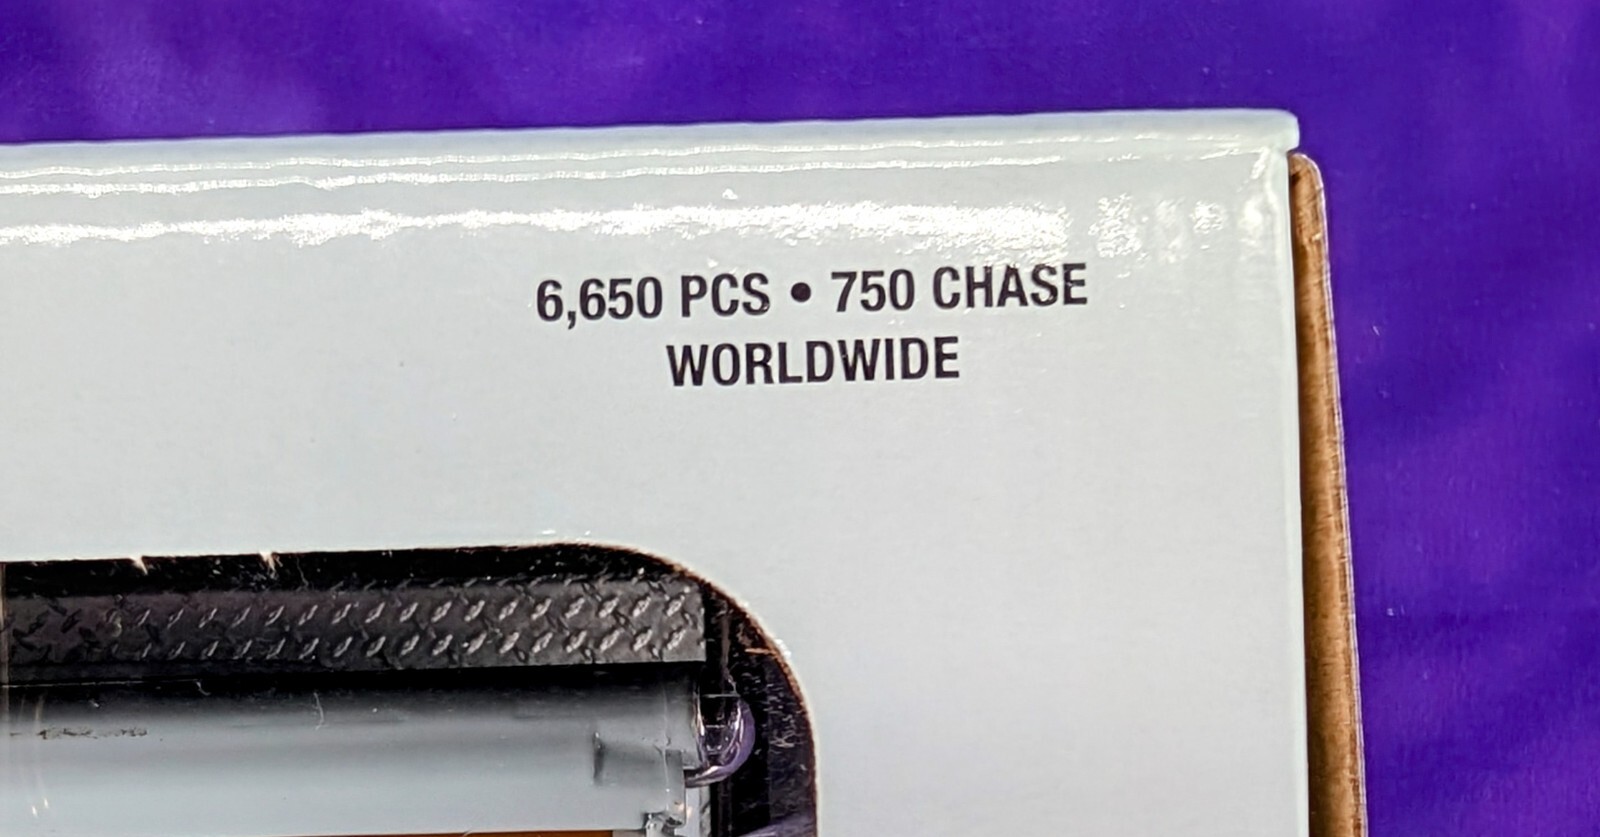 6,650 PCS • 750 CHASE
WORLDWIDE